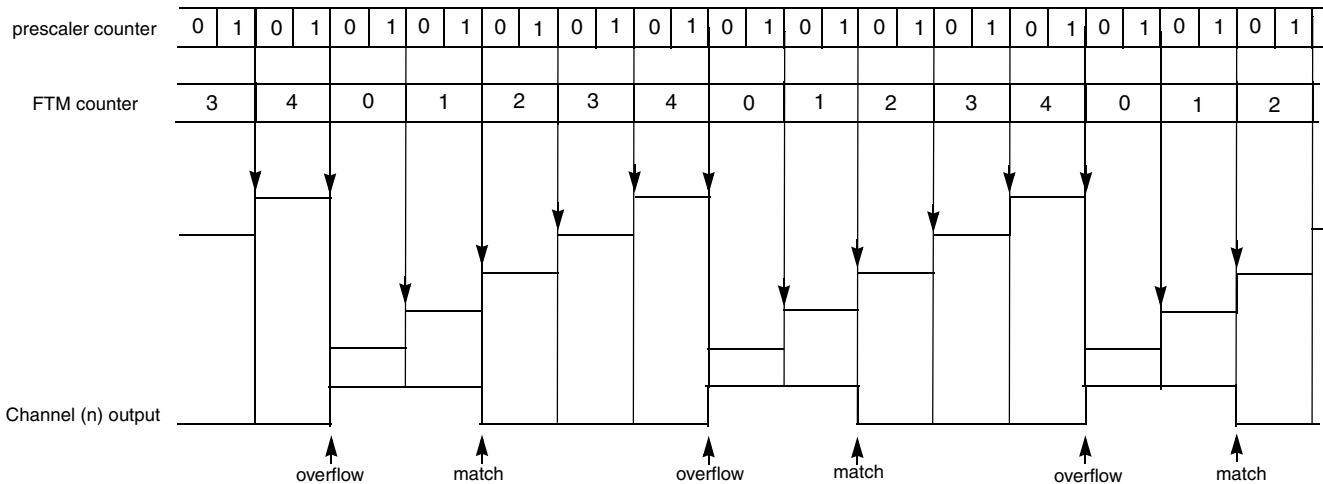 prescaler counter 0 1 0 1 0 1 0 1 0 1 0 1 0 1 0 1 0 1 0 1 0 1 0 1 0 1 0 1 0 1
FTM counter 3 4 0 1 2 3 4 0 1 2 3 4 0 1 2
Channel (n) output
overflow match overflow match overflow match